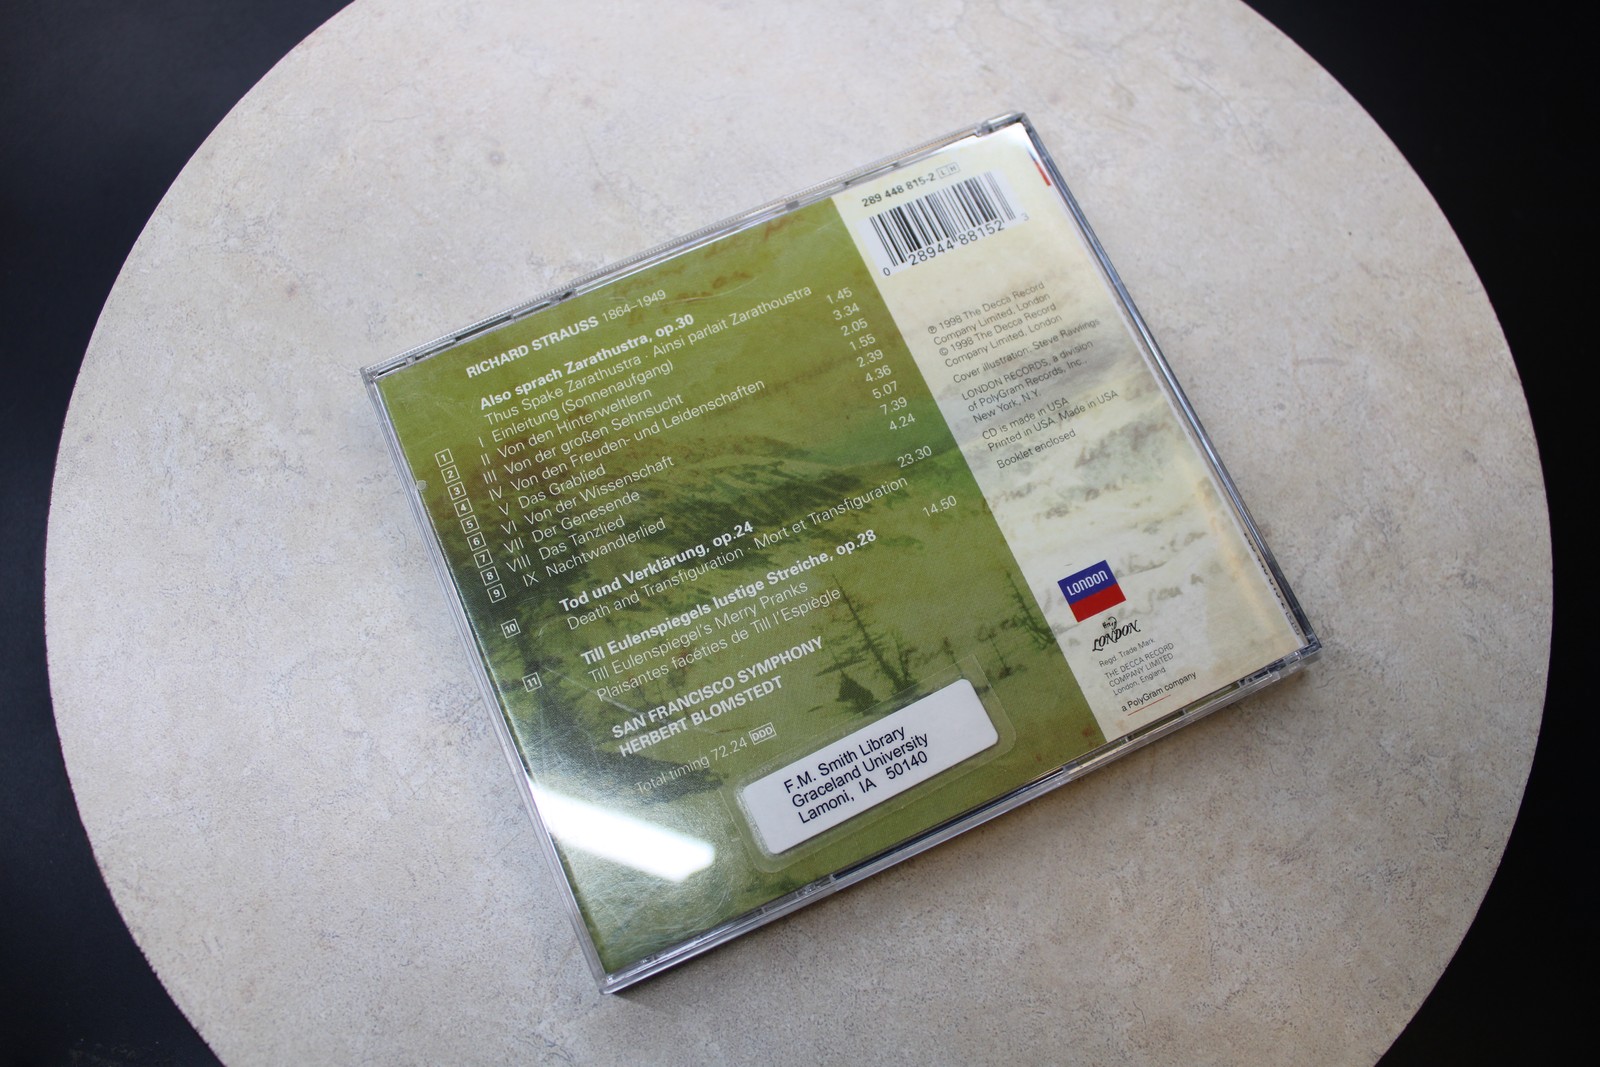 RICHARD STRAUSS 1864–1949
Also sprach Zarathustra, op.30
Thus Spake Zarathustra · Ainsi parlait Zarathoustra
1 I Einleitung (Sonnenaufgang) 1.45
2 II Von den Hinterweltlern 3.34
3 III Von der großen Sehnsucht 2.05
4 IV Von den Freuden- und Leidenschaften 1.55
5 V Das Grablied 2.39
6 VI Von der Wissenschaft 4.36
7 VII Der Genesende 5.07
8 VIII Das Tanzlied 7.39
9 IX Nachtwandlerlied 4.24
10 Tod und Verklärung, op.24 23.30
Death and Transfiguration · Mort et Transfiguration
11 Till Eulenspiegels lustige Streiche, op.28 14.50
Till Eulenspiegel's Merry Pranks
Plaisantes facéties de Till l'Espiègle
SAN FRANCISCO SYMPHONY
HERBERT BLOMSTEDT
Total timing 72.24 DDD
F.M. Smith Library
Graceland University
Lamoni, IA 50140
289 448 815-2 LH
0 28944 88152 3
℗ 1998 The Decca Record
Company Limited, London
© 1998 The Decca Record
Company Limited, London
Cover illustration: Steve Rawlings
LONDON RECORDS, a division
of PolyGram Records, Inc.,
New York, N.Y.
CD is made in USA
Printed in USA. Made in USA
Booklet enclosed
LONDON
LONDON
Regd. Trade Mark
THE DECCA RECORD
COMPANY LIMITED
London, England
a PolyGram company